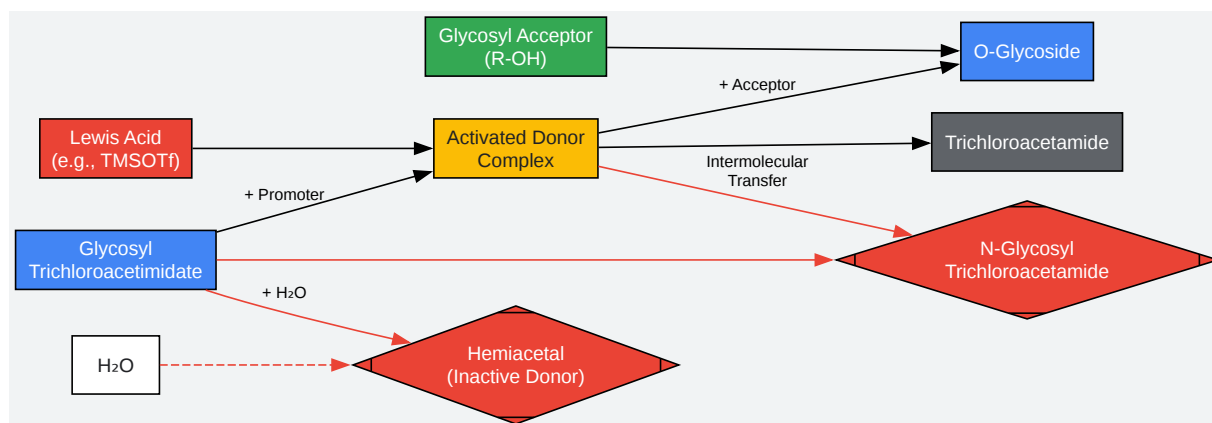 Glycosyl Acceptor
(R-OH)
O-Glycoside
+ Acceptor
Lewis Acid
(e.g., TMSOTf)
Activated Donor
Complex
Trichloroacetamide
Intermolecular
Transfer
+ Promoter
Glycosyl
Trichloroacetimidate
N-Glycosyl
Trichloroacetamide
+ H₂O
H₂O
Hemiacetal
(Inactive Donor)